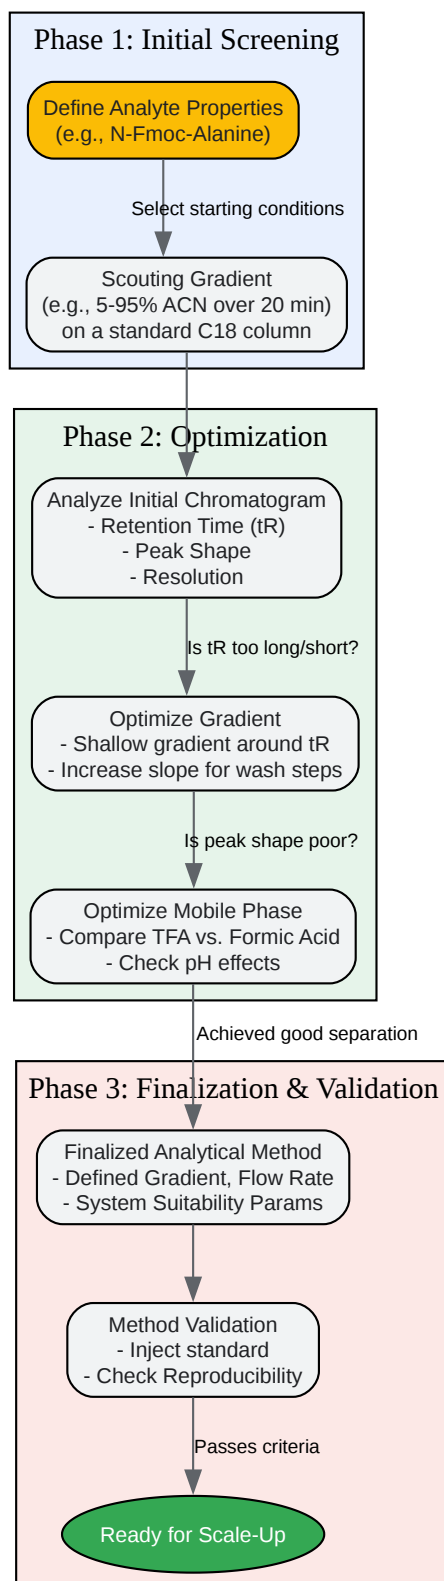 Phase 1: Initial Screening
Define Analyte Properties
(e.g., N-Fmoc-Alanine)
Select starting conditions
Scouting Gradient
(e.g., 5-95% ACN over 20 min)
on a standard C18 column
Phase 2: Optimization
Analyze Initial Chromatogram
- Retention Time (tR)
- Peak Shape
- Resolution
Is tR too long/short?
Optimize Gradient
- Shallow gradient around tR
- Increase slope for wash steps
Is peak shape poor?
Optimize Mobile Phase
- Compare TFA vs. Formic Acid
- Check pH effects
Achieved good separation
Phase 3: Finalization & Validation
Finalized Analytical Method
- Defined Gradient, Flow Rate
- System Suitability Params
Method Validation
- Inject standard
- Check Reproducibility
Passes criteria
Ready for Scale-Up